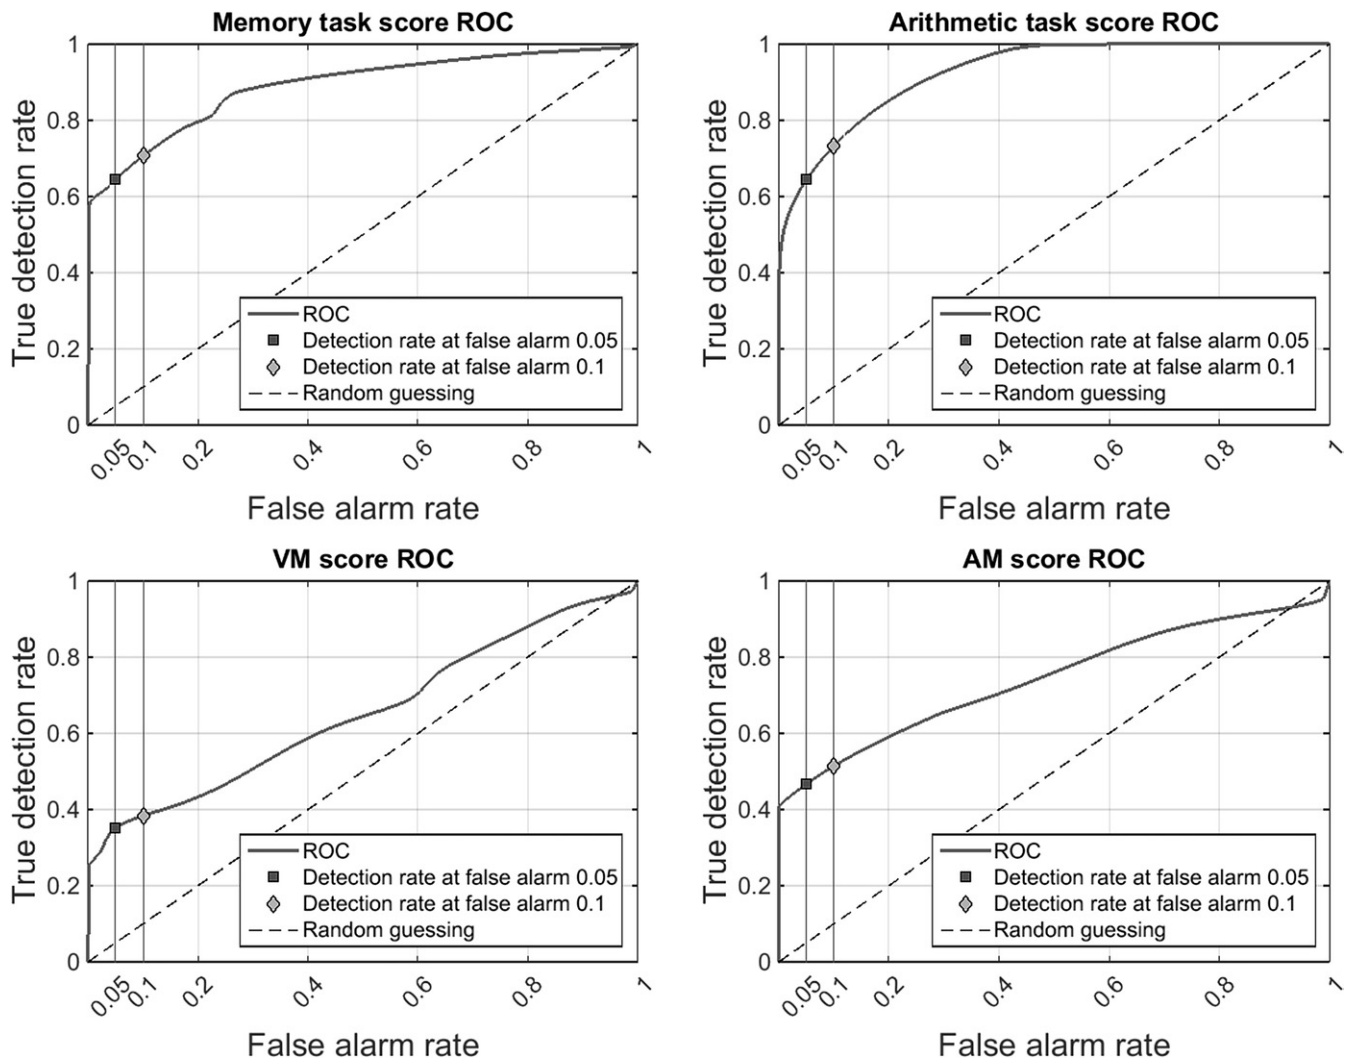 Memory task score ROC
True detection rate
1
0.8
0.6
0.4
0.2
0
ROC
Detection rate at false alarm 0.05
Detection rate at false alarm 0.1
Random guessing
0.05
0.1
0.2
0.4
0.6
0.8
1
False alarm rate
Arithmetic task score ROC
True detection rate
1
0.8
0.6
0.4
0.2
0
ROC
Detection rate at false alarm 0.05
Detection rate at false alarm 0.1
Random guessing
0.05
0.1
0.2
0.4
0.6
0.8
1
False alarm rate
VM score ROC
True detection rate
1
0.8
0.6
0.4
0.2
0
ROC
Detection rate at false alarm 0.05
Detection rate at false alarm 0.1
Random guessing
0.05
0.1
0.2
0.4
0.6
0.8
1
False alarm rate
AM score ROC
True detection rate
1
0.8
0.6
0.4
0.2
0
ROC
Detection rate at false alarm 0.05
Detection rate at false alarm 0.1
Random guessing
0.05
0.1
0.2
0.4
0.6
0.8
1
False alarm rate